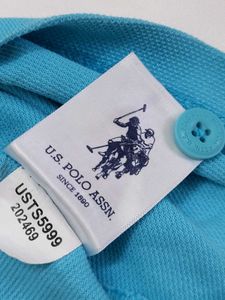 U.S. POLO ASSN.
SINCE 1890
USTS5999
202469